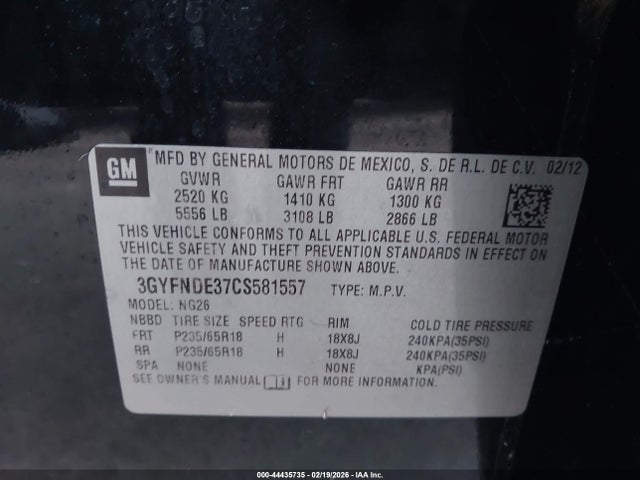 GM MFD BY GENERAL MOTORS DE MEXICO, S. DE R.L. DE C.V. 02/12
GVWR GAWR FRT GAWR RR
2520 KG 1410 KG 1300 KG
5556 LB 3108 LB 2866 LB
THIS VEHICLE CONFORMS TO ALL APPLICABLE U.S. FEDERAL MOTOR
VEHICLE SAFETY AND THEFT PREVENTION STANDARDS IN EFFECT ON
THE DATE OF MANUFACTURE SHOWN ABOVE.
3GYFNDE37CS581557 TYPE: M.P.V.
MODEL: NG26
NBBD TIRE SIZE SPEED RTG RIM COLD TIRE PRESSURE
FRT P235/65R18 H 18X8J 240KPA(35PSI)
RR P235/65R18 H 18X8J 240KPA(35PSI)
SPA NONE NONE KPA(PSI)
SEE OWNER'S MANUAL FOR MORE INFORMATION.
000-44435735 - 02/19/2026 - IAA Inc.